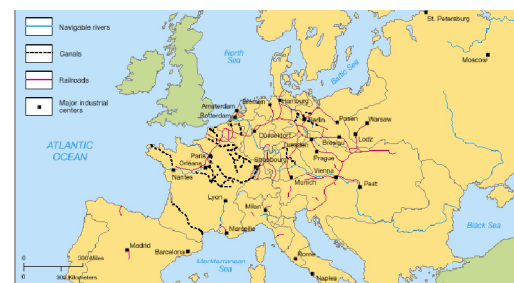 Navigable rivers
Canals
Railroads
Major industrial
centers
St. Petersburg
Moscow
North
Sea
Baltic Sea
Amsterdam
Rotterdam
Bremen
Hamburg
Berlin
Posen
Warsaw
Düsseldorf
Breslau
Lodz
Dresden
Prague
ATLANTIC
OCEAN
Paris
Orléans
Strasbourg
Nantes
Vienna
Munich
Pest
Lyon
Milan
Marseille
Black Sea
Madrid
Barcelona
Mediterranean
Sea
Rome
Naples
0
300 Miles
0
300 Kilometers